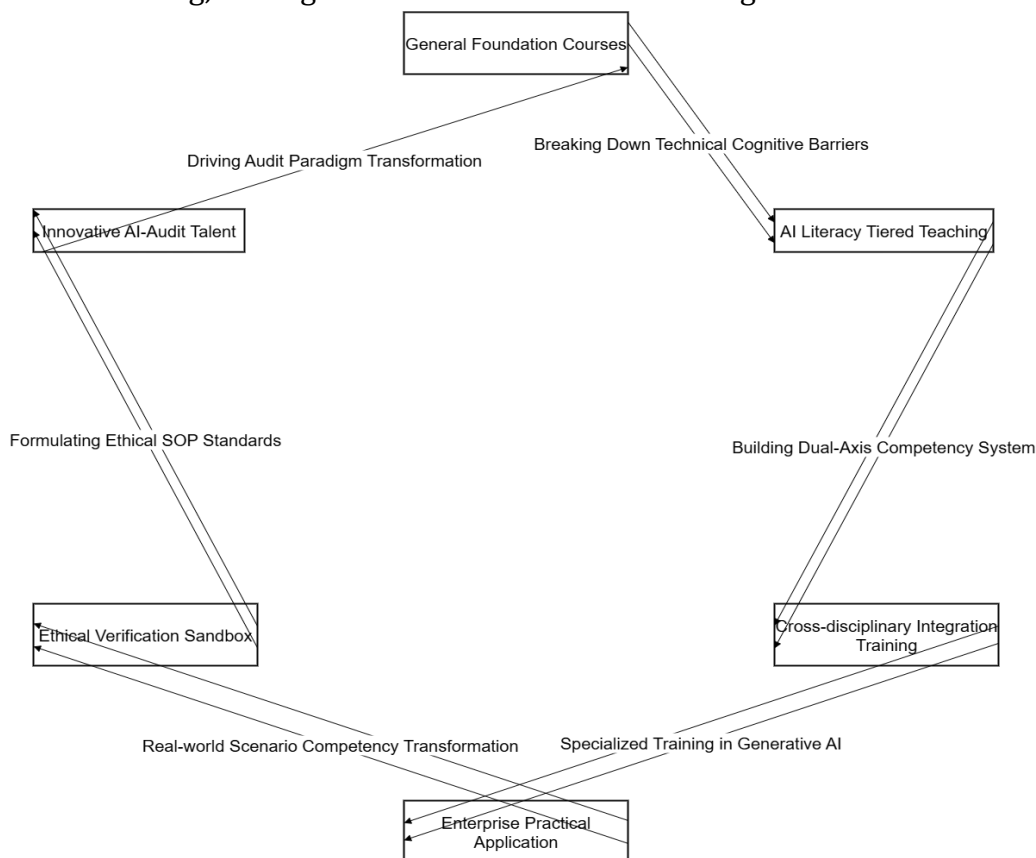 General Foundation Courses
Breaking Down Technical Cognitive Barriers
Driving Audit Paradigm Transformation
Innovative AI-Audit Talent
AI Literacy Tiered Teaching
Formulating Ethical SOP Standards
Building Dual-Axis Competency System
Ethical Verification Sandbox
Cross-disciplinary Integration
Training
Real-world Scenario Competency Transformation
Specialized Training in Generative AI
Enterprise Practical
Application